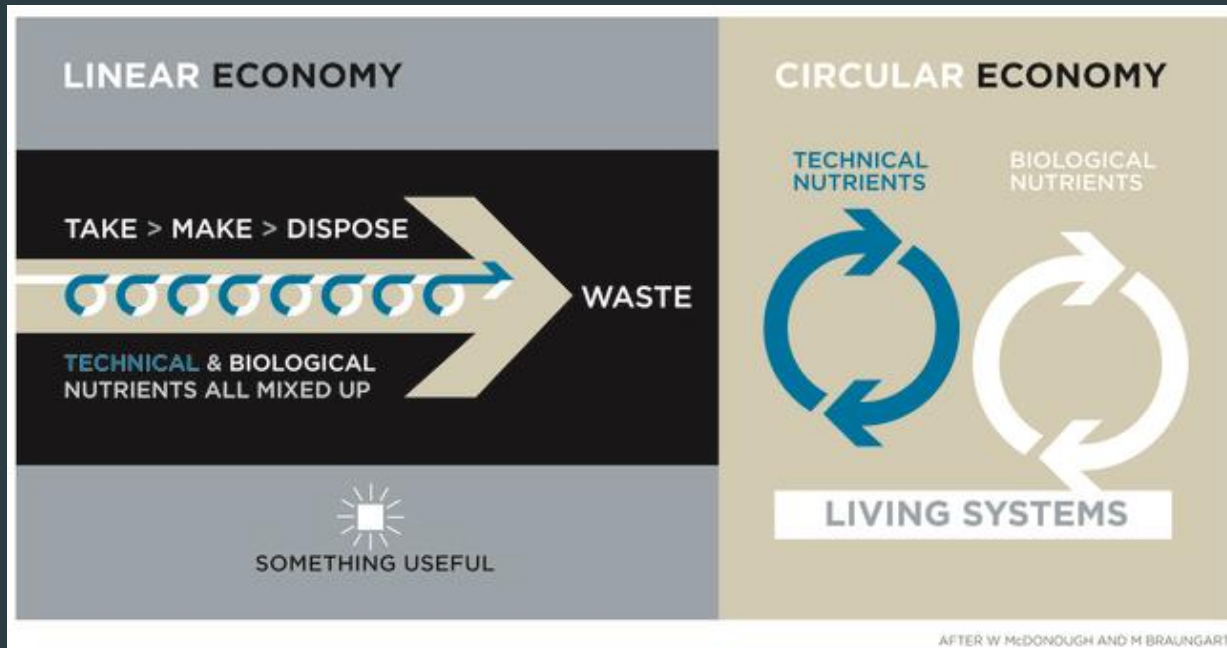 LINEAR ECONOMY
TAKE > MAKE > DISPOSE
WASTE
TECHNICAL & BIOLOGICAL
NUTRIENTS ALL MIXED UP
SOMETHING USEFUL
CIRCULAR ECONOMY
TECHNICAL
NUTRIENTS
BIOLOGICAL
NUTRIENTS
LIVING SYSTEMS
AFTER W McDONOUGH AND M BRAUNGART